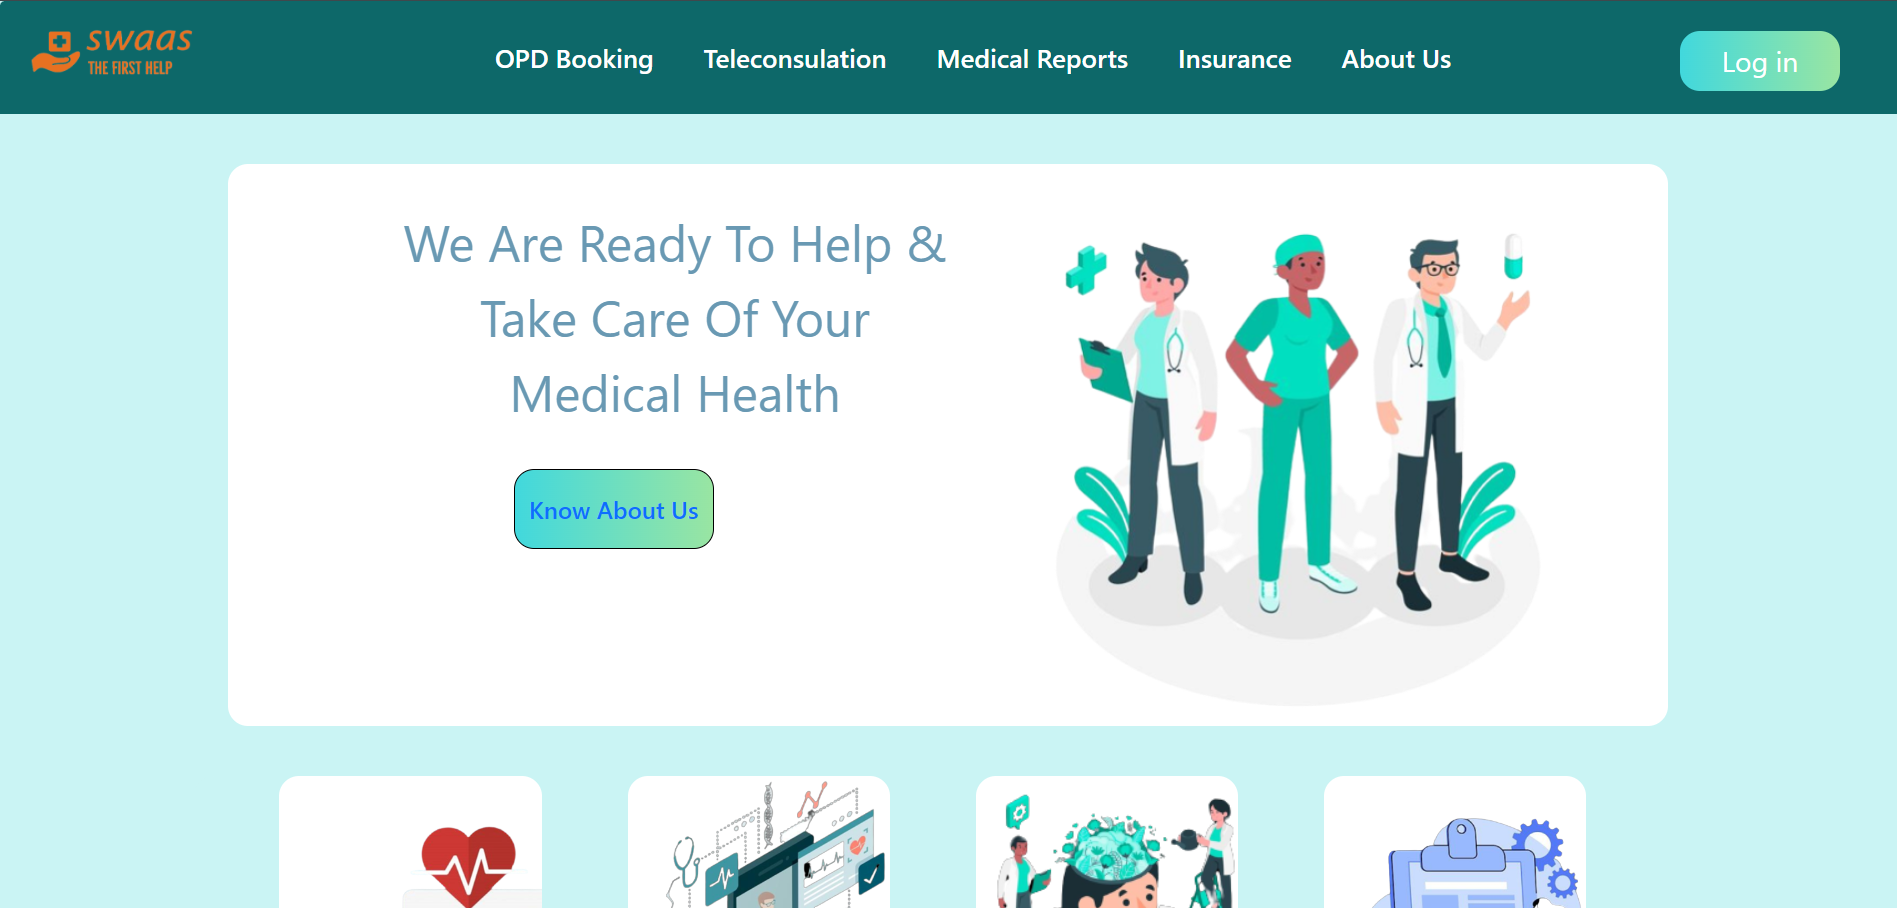 swaas
THE FIRST HELP
OPD Booking
Teleconsulation
Medical Reports
Insurance
About Us
Log in
We Are Ready To Help &
Take Care Of Your
Medical Health
Know About Us